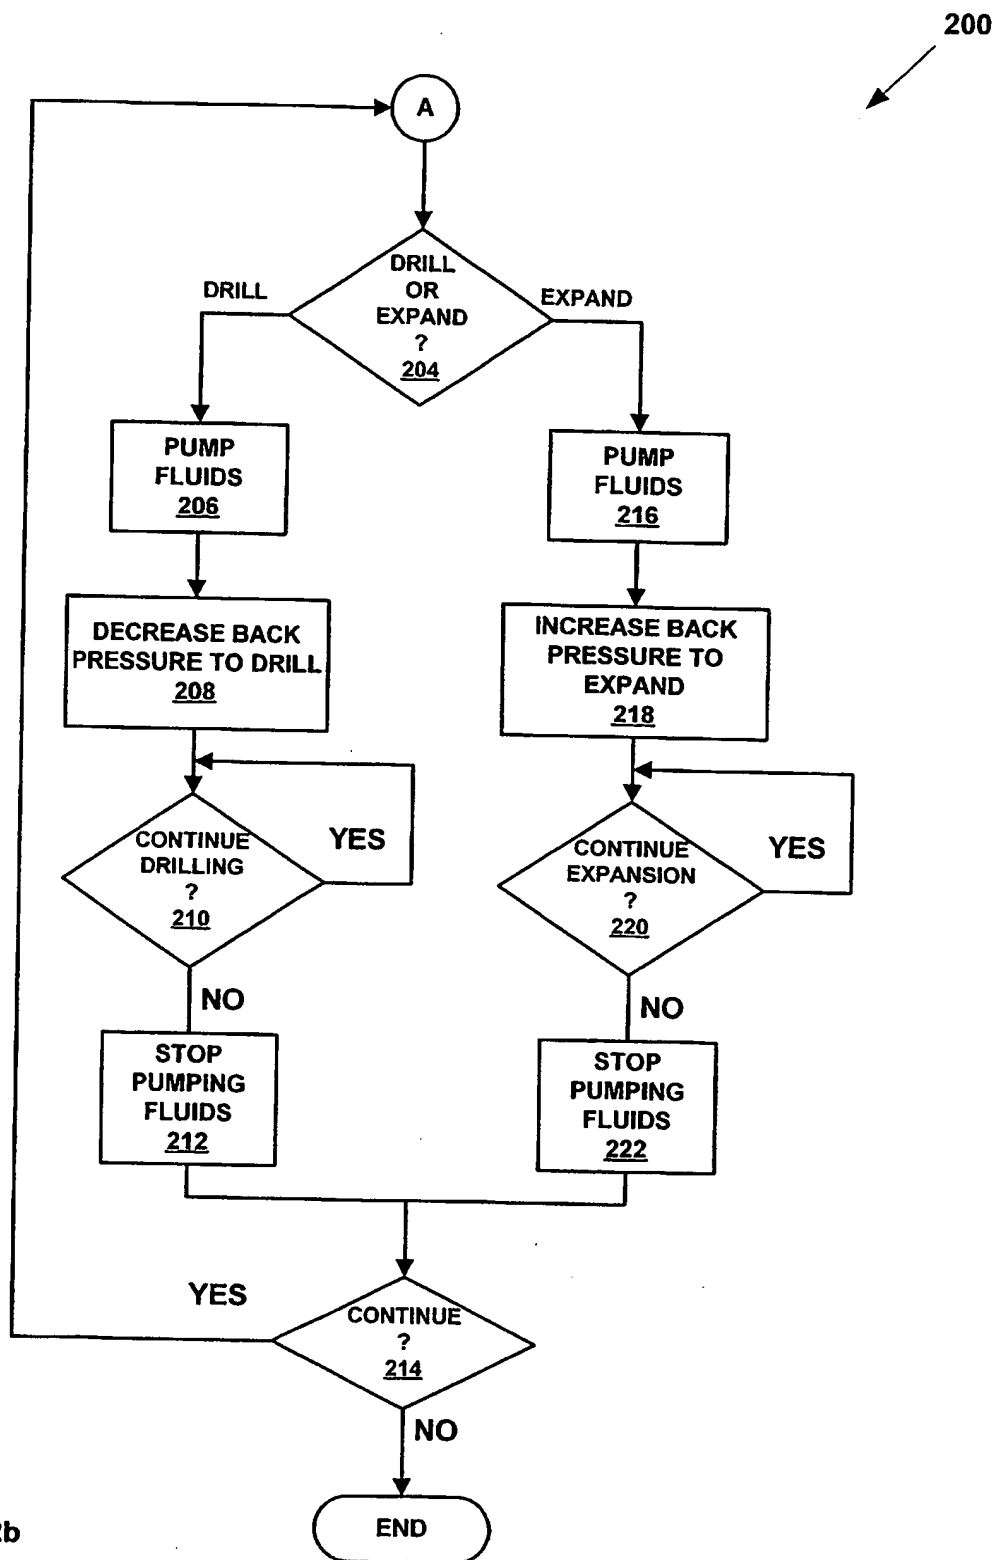 200
A
DRILL
OR
EXPAND
?
204
DRILL
EXPAND
PUMP
FLUIDS
206
PUMP
FLUIDS
216
DECREASE BACK
PRESSURE TO DRILL
208
INCREASE BACK
PRESSURE TO
EXPAND
218
CONTINUE
DRILLING
?
210
YES
CONTINUE
EXPANSION
?
220
YES
NO
NO
STOP
PUMPING
FLUIDS
212
STOP
PUMPING
FLUIDS
222
YES
CONTINUE
?
214
NO
END